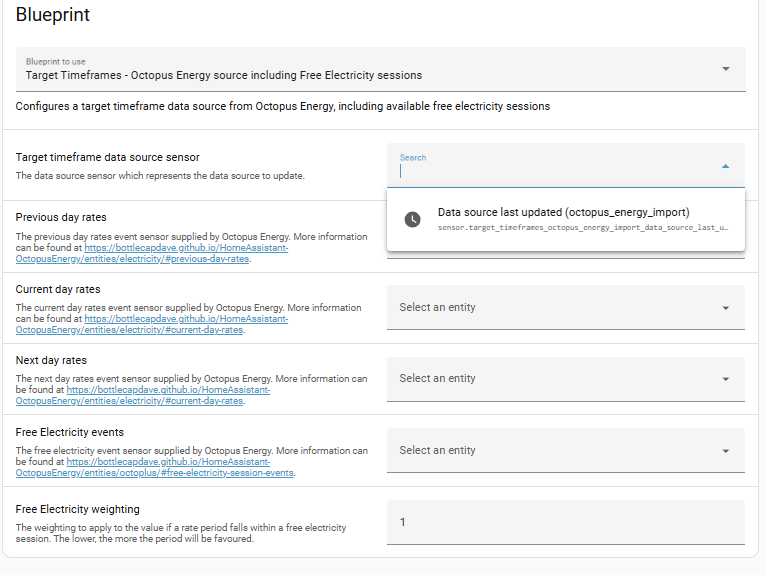 Blueprint
Blueprint to use
Target Timeframes - Octopus Energy source including Free Electricity sessions
Configures a target timeframe data source from Octopus Energy, including available free electricity sessions
Target timeframe data source sensor
The data source sensor which represents the data source to update.
Search
Data source last updated (octopus_energy_import)
sensor.target_timeframes_octopus_energy_import_data_source_last_u…
Previous day rates
The previous day rates event sensor supplied by Octopus Energy. More information
can be found at https://bottlecapdave.github.io/HomeAssistant-
OctopusEnergy/entities/electricity/#previous-day-rates.
Current day rates
The current day rates event sensor supplied by Octopus Energy. More information
can be found at https://bottlecapdave.github.io/HomeAssistant-
OctopusEnergy/entities/electricity/#current-day-rates.
Select an entity
Next day rates
The next day rates event sensor supplied by Octopus Energy. More information can
be found at https://bottlecapdave.github.io/HomeAssistant-
OctopusEnergy/entities/electricity/#current-day-rates.
Select an entity
Free Electricity events
The free electricity event sensor supplied by Octopus Energy. More information can
be found at https://bottlecapdave.github.io/HomeAssistant-
OctopusEnergy/entities/octoplus/#free-electricity-session-events.
Select an entity
Free Electricity weighting
The weighting to apply to the value if a rate period falls within a free electricity
session. The lower, the more the period will be favoured.
1